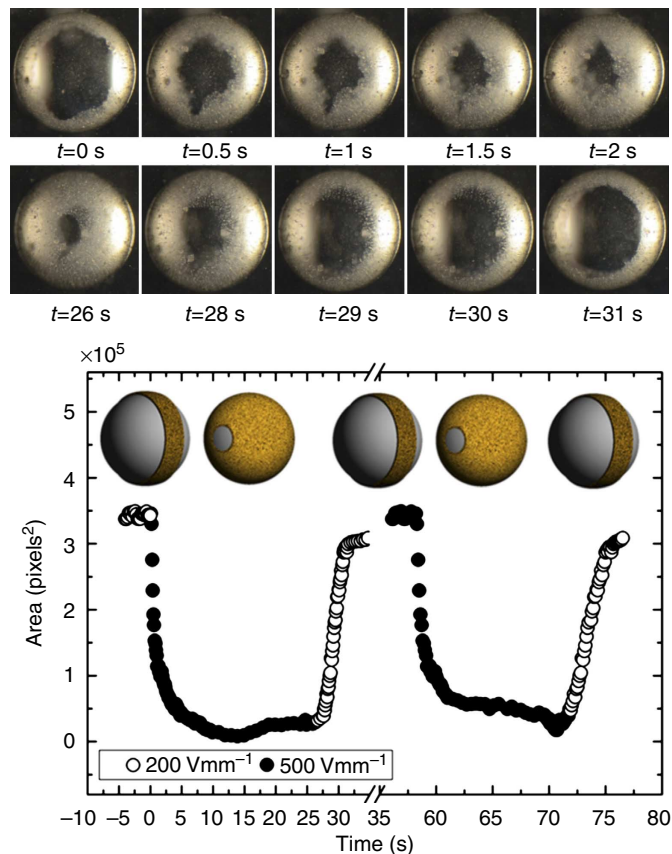 t=0 s t=0.5 s t=1 s t=1.5 s t=2 s
t=26 s t=28 s t=29 s t=30 s t=31 s
×10⁵
5
4
3
2
1
0
Area (pixels²)
200 Vmm⁻¹ 500 Vmm⁻¹
−10 −5 0 5 10 15 20 25 30 35 60 65 70 75 80
Time (s)